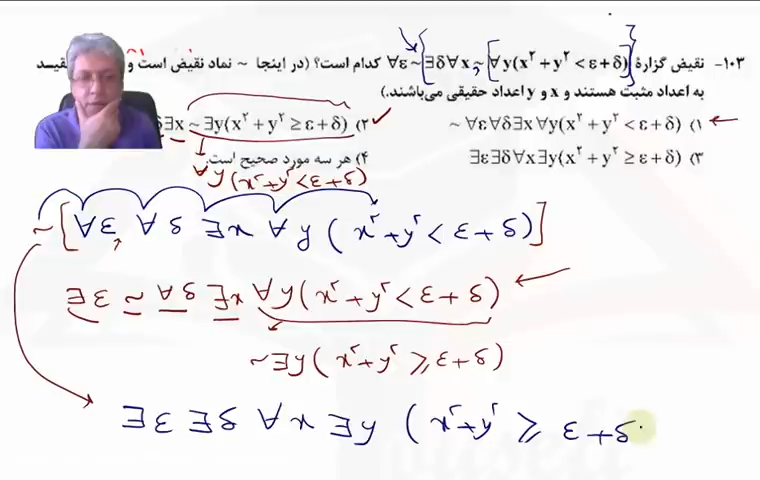 ۱۰۳- نقیض گزارهٔ ∀ε ~ [∃δ∀x, ~[∀y(x² + y² < ε + δ)]] کدام است؟ (در اینجا ~ نماد نقیض است و قید
به اعداد مثبت هستند و x و y اعداد حقیقی می‌باشند.)
۱) ~∀ε∀δ∃x∀y(x² + y² < ε + δ)
۲) ∃x ~ ∃y(x² + y² ≥ ε + δ)
۳) ∃ε∃δ∀x∃y(x² + y² ≥ ε + δ)
۴) هر سه مورد صحیح است.
∀y (x² + y² < ε + δ)
~[∀ε ∀δ ∃x ∀y (x² + y² < ε + δ)]
∃ε ~ ∀δ ∃x ∀y (x² + y² < ε + δ)
~∃y (x² + y² ≥ ε + δ)
∃ε ∃δ ∀x ∃y (x² + y² ≥ ε + δ